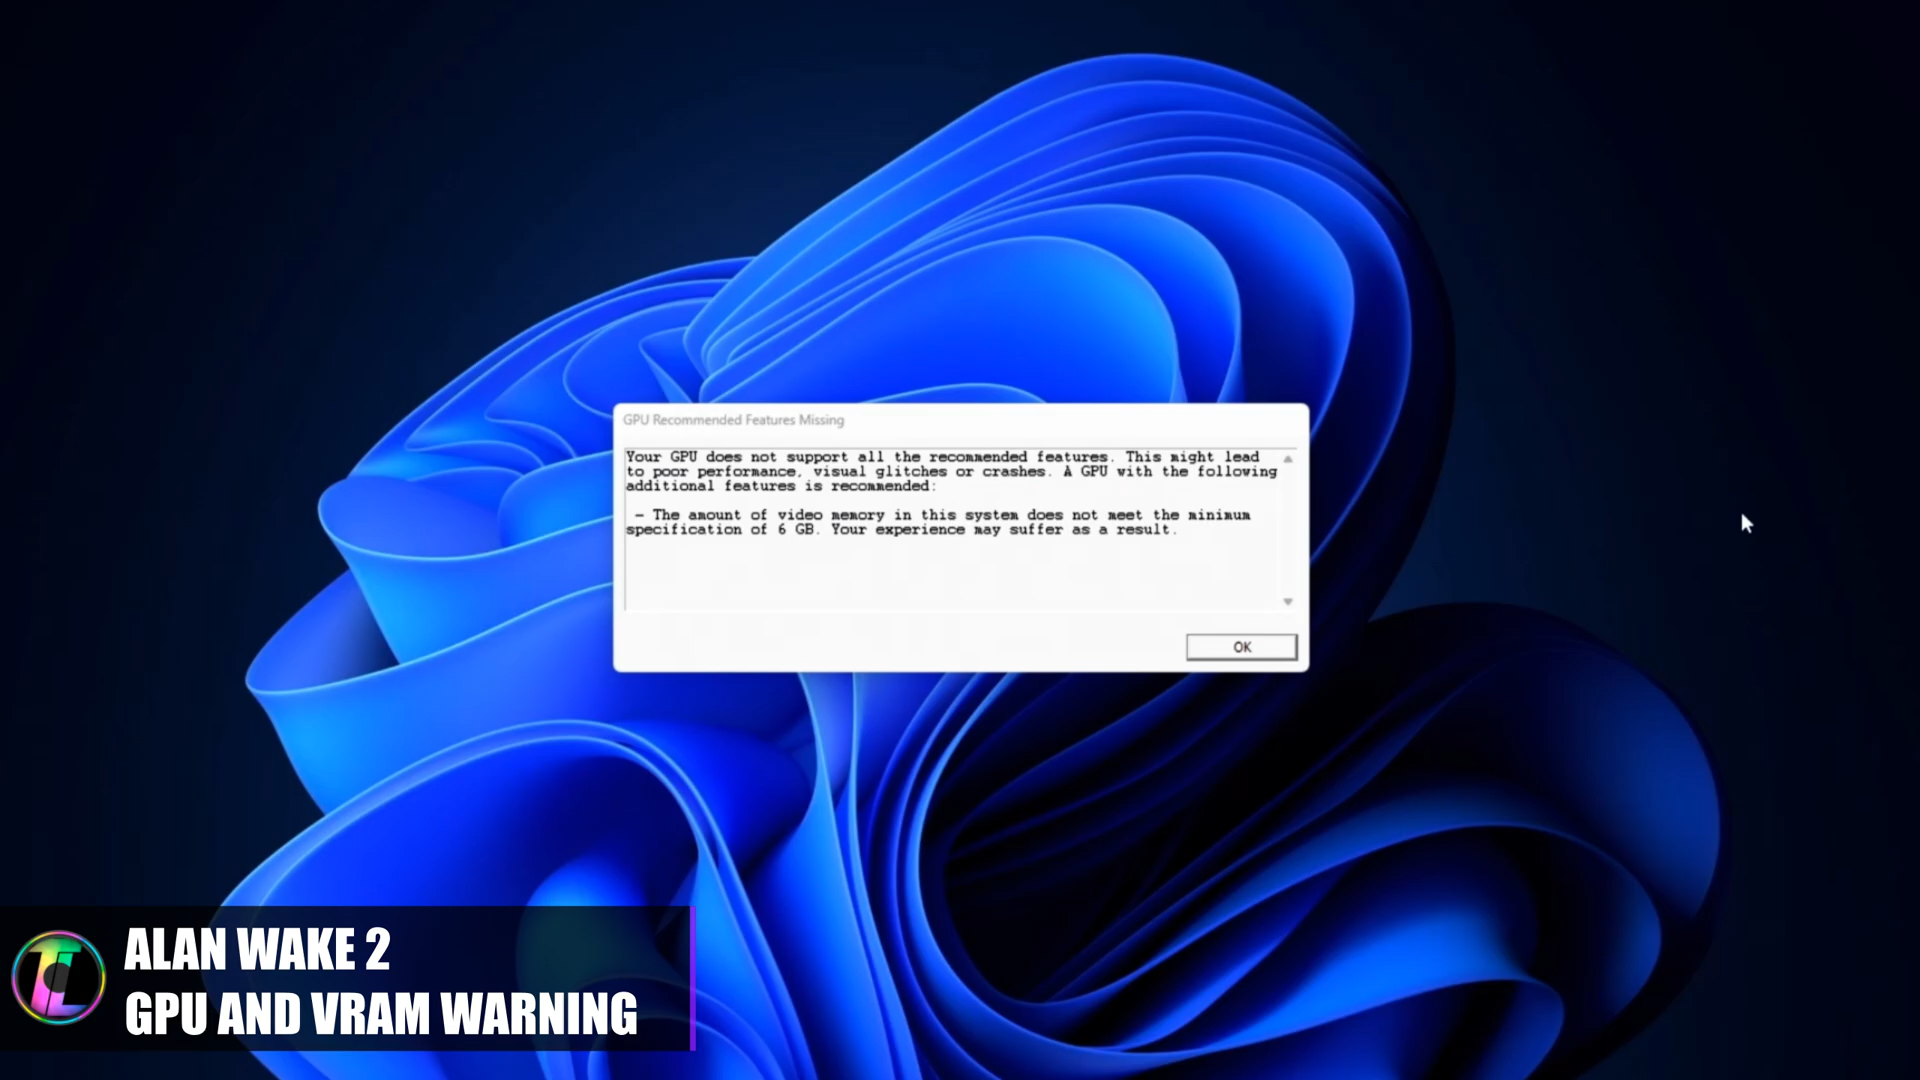 GPU Recommended Features Missing
Your GPU does not support all the recommended features. This might lead
to poor performance, visual glitches or crashes. A GPU with the following
additional features is recommended:
- The amount of video memory in this system does not meet the minimum
specification of 6 GB. Your experience may suffer as a result.
OK
ALAN WAKE 2
GPU AND VRAM WARNING